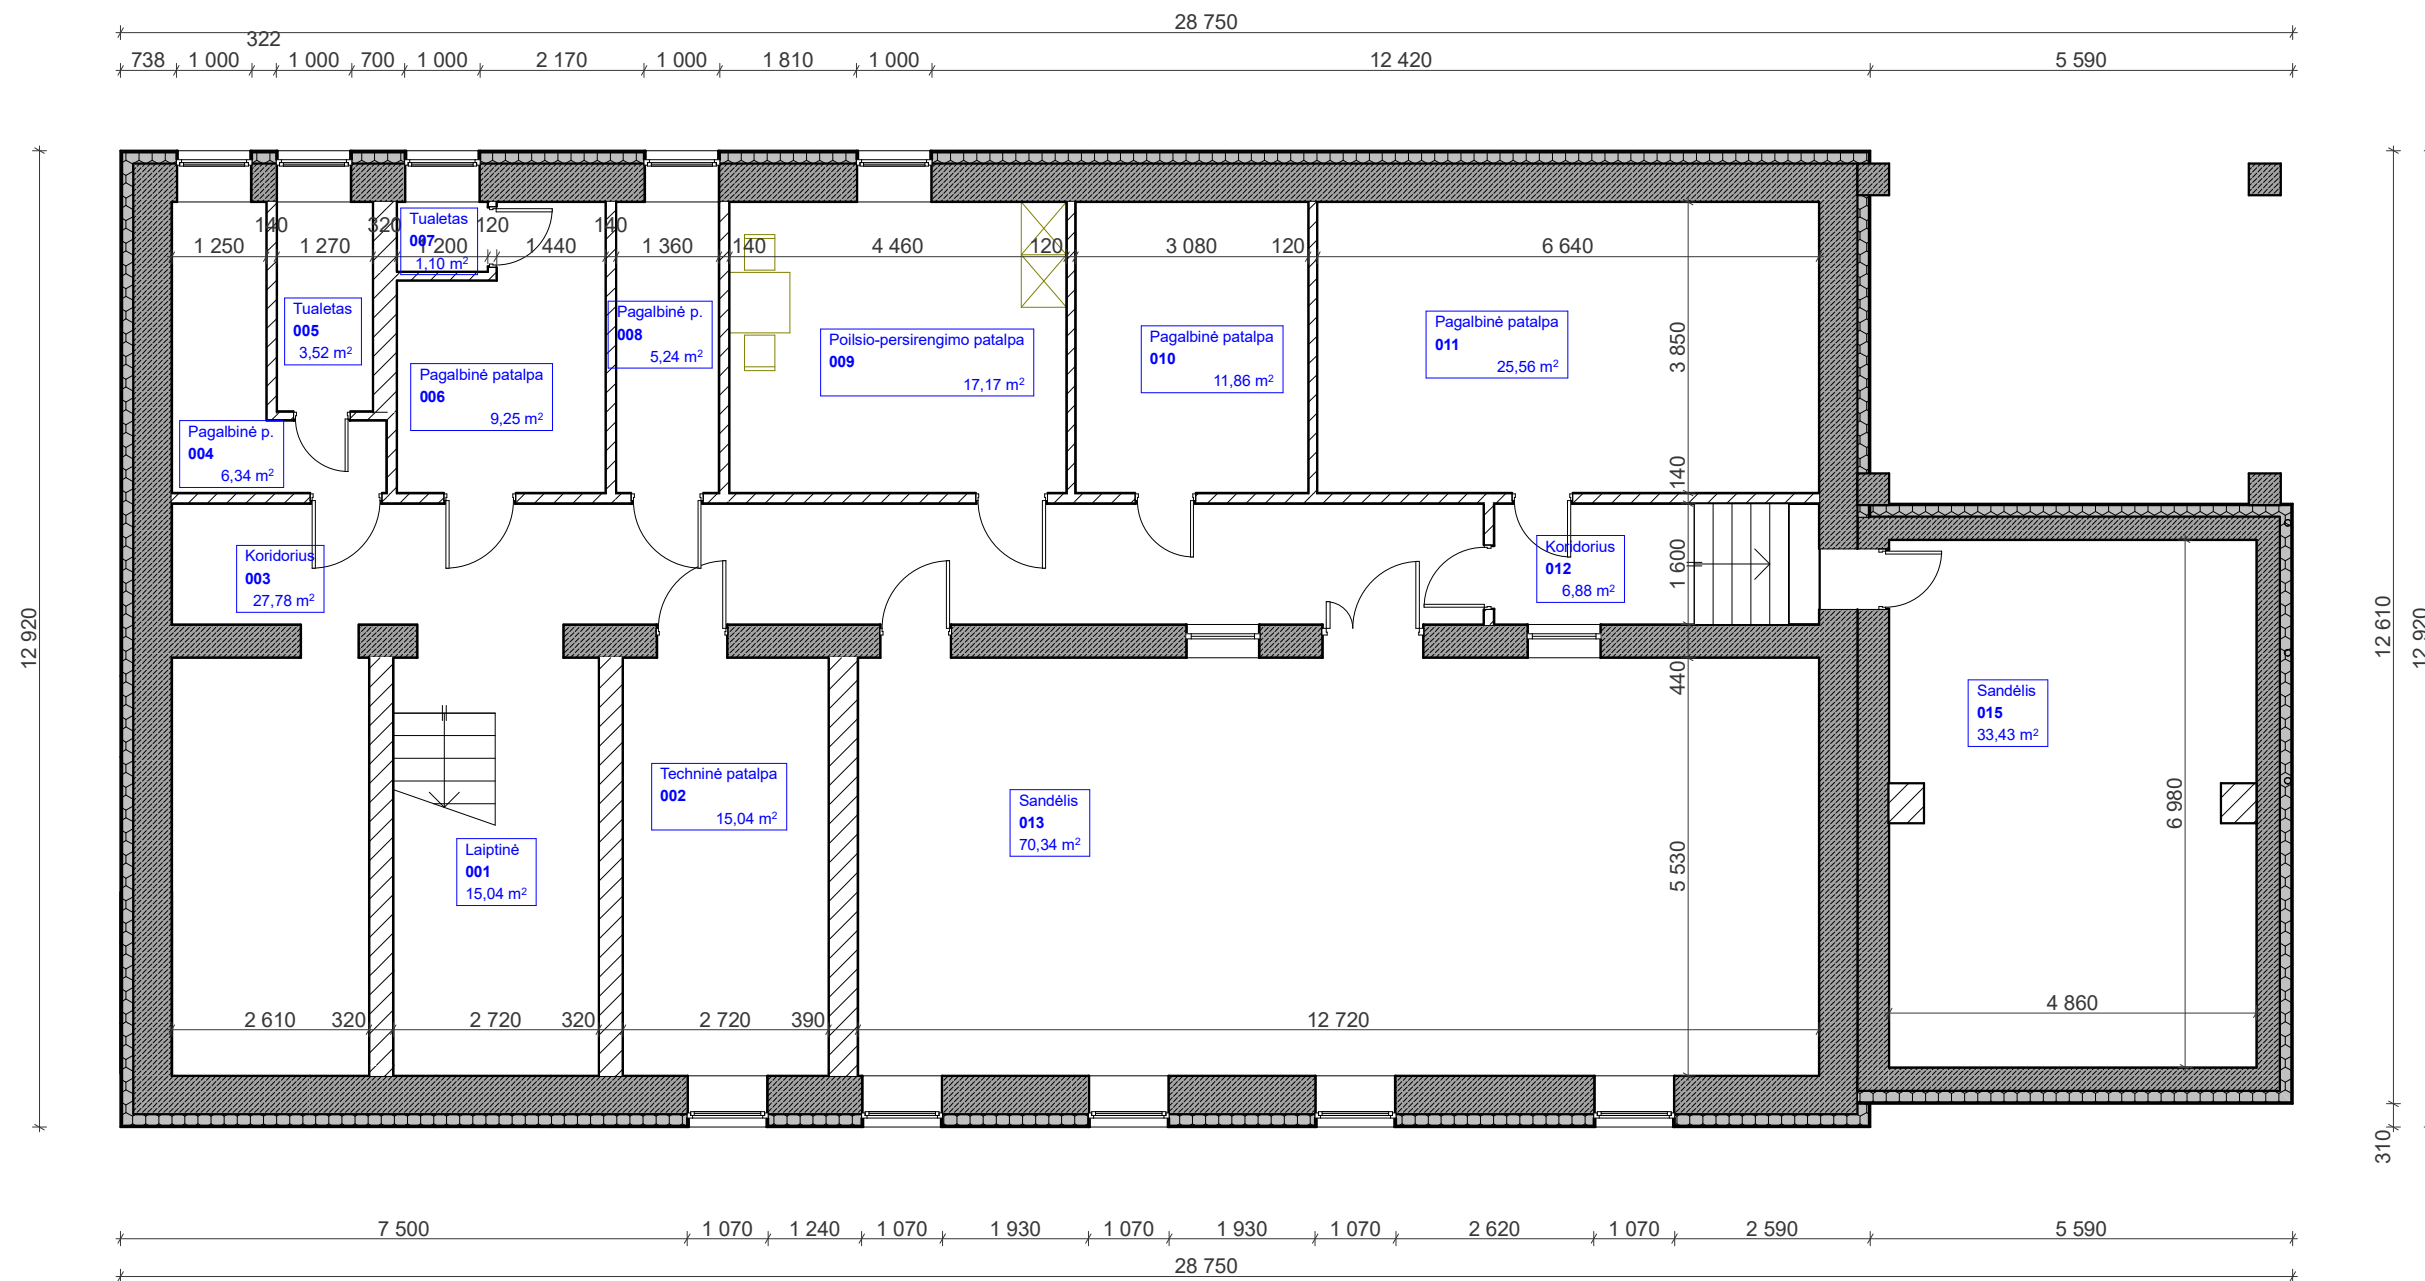 28 750
322
738 1 000 1 000 700 1 000 2 170 1 000 1 810 1 000 12 420 5 590
140 320 120 140
1 250 1 270 1 200 1 440 1 360 140 4 460 120 3 080 120 6 640
Tualetas
007
1,10 m²
Tualetas
005
3,52 m²
Pagalbinė p.
008
5,24 m²
Poilsio-persirengimo patalpa
009
17,17 m²
Pagalbinė patalpa
010
11,86 m²
Pagalbinė patalpa
011
25,56 m²
Pagalbinė patalpa
006
9,25 m²
Pagalbinė p.
004
6,34 m²
3 850
140
1 600
440
5 530
Koridorius
003
27,78 m²
Koridorius
012
6,88 m²
12 920
12 610
12 920
310
Sandėlis
015
33,43 m²
6 980
4 860
Techninė patalpa
002
15,04 m²
Sandėlis
013
70,34 m²
Laiptinė
001
15,04 m²
2 610 320 2 720 320 2 720 390 12 720
7 500 1 070 1 240 1 070 1 930 1 070 1 930 1 070 2 620 1 070 2 590 5 590
28 750